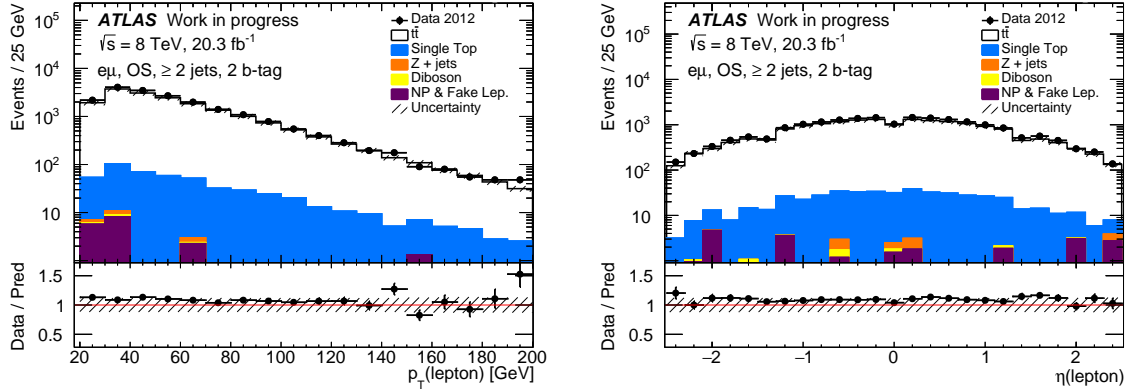 ATLAS Work in progress
√s = 8 TeV, 20.3 fb⁻¹
eμ, OS, ≥ 2 jets, 2 b-tag
Data 2012
tt̄
Single Top
Z + jets
Diboson
NP & Fake Lep.
Uncertainty
Events / 25 GeV
10⁵
10⁴
10³
10²
10
Data / Pred
1.5
1
0.5
20 40 60 80 100 120 140 160 180 200
p_T(lepton) [GeV]
ATLAS Work in progress
√s = 8 TeV, 20.3 fb⁻¹
eμ, OS, ≥ 2 jets, 2 b-tag
Data 2012
tt̄
Single Top
Z + jets
Diboson
NP & Fake Lep.
Uncertainty
Events / 25 GeV
10⁵
10⁴
10³
10²
10
Data / Pred
1.5
1
0.5
−2 −1 0 1 2
η(lepton)